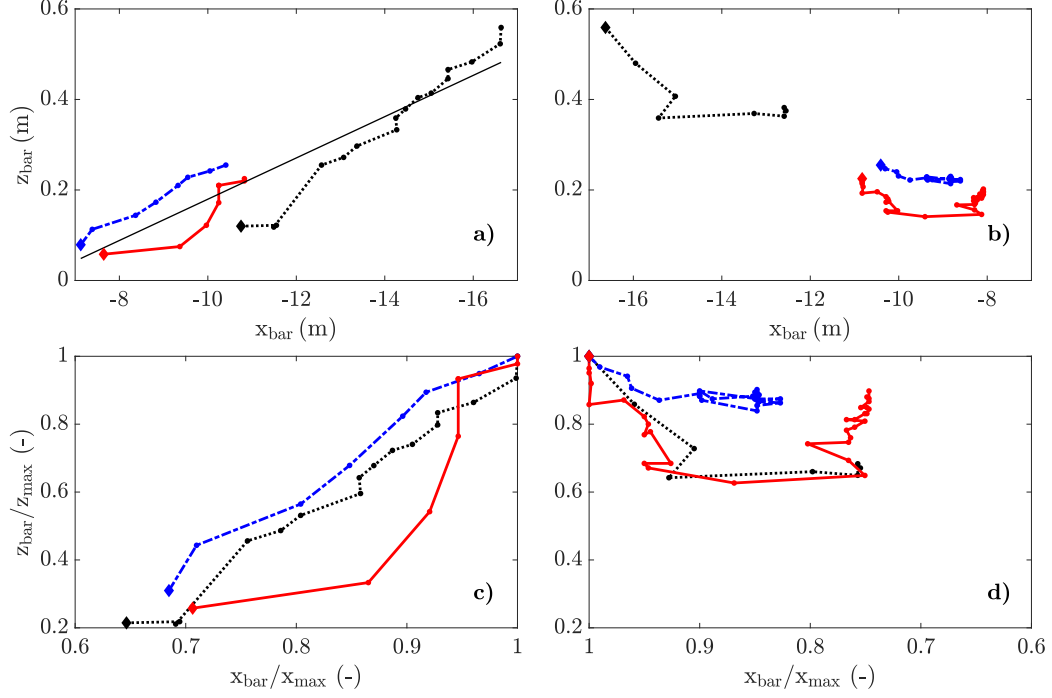 0.6
0.4
0.2
0
z_bar (m)
-8 -10 -12 -14 -16
x_bar (m)
a)
0.6
0.4
0.2
0
-16 -14 -12 -10 -8
x_bar (m)
b)
1
0.8
0.6
0.4
0.2
z_bar/z_max (-)
0.6 0.7 0.8 0.9 1
x_bar/x_max (-)
c)
1
0.8
0.6
0.4
0.2
1 0.9 0.8 0.7 0.6
x_bar/x_max (-)
d)